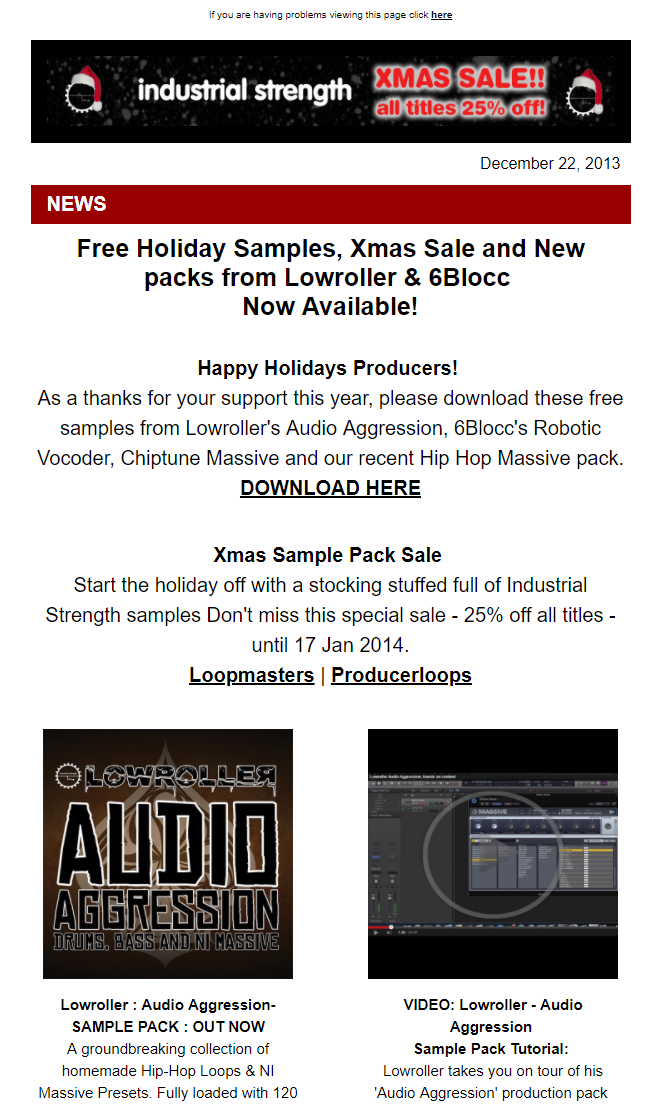 If you are having problems viewing this page click here
industrial strength
XMAS SALE!!
all titles 25% off!
December 22, 2013
NEWS
Free Holiday Samples, Xmas Sale and New
packs from Lowroller & 6Blocc
Now Available!
Happy Holidays Producers!
As a thanks for your support this year, please download these free
samples from Lowroller's Audio Aggression, 6Blocc's Robotic
Vocoder, Chiptune Massive and our recent Hip Hop Massive pack.
DOWNLOAD HERE
Xmas Sample Pack Sale
Start the holiday off with a stocking stuffed full of Industrial
Strength samples Don't miss this special sale - 25% off all titles -
until 17 Jan 2014.
Loopmasters | Producerloops
LOWROLLER
AUDIO
AGGRESSION
DRUMS, BASS AND NI MASSIVE
Lowroller Audio Aggression, hands on content
MASSIVE
Lowroller : Audio Aggression-
SAMPLE PACK : OUT NOW
A groundbreaking collection of
homemade Hip-Hop Loops & NI
Massive Presets. Fully loaded with 120
VIDEO: Lowroller - Audio
Aggression
Sample Pack Tutorial:
Lowroller takes you on tour of his
'Audio Aggression' production pack